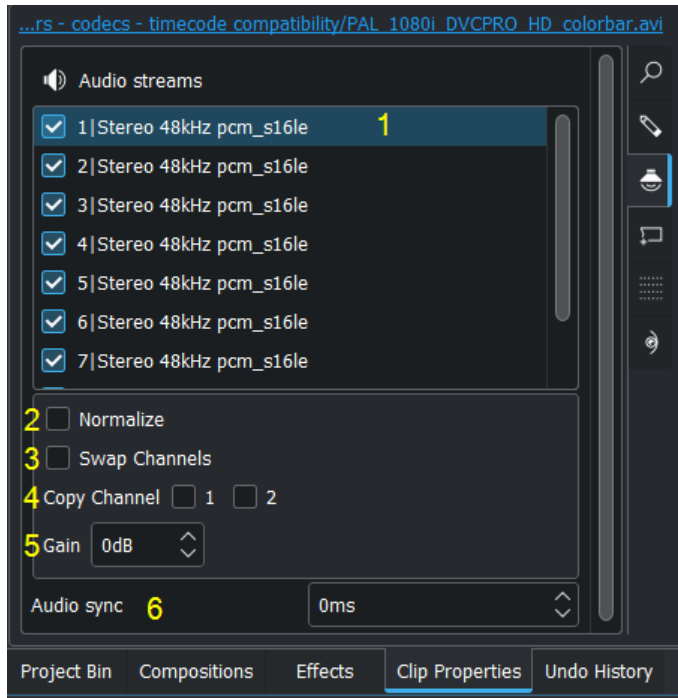 ...rs - codecs - timecode compatibility/PAL_1080i_DVCPRO_HD_colorbar.avi
Audio streams
1|Stereo 48kHz pcm_s16le 1
2|Stereo 48kHz pcm_s16le
3|Stereo 48kHz pcm_s16le
4|Stereo 48kHz pcm_s16le
5|Stereo 48kHz pcm_s16le
6|Stereo 48kHz pcm_s16le
7|Stereo 48kHz pcm_s16le
2 Normalize
3 Swap Channels
4 Copy Channel 1 2
5 Gain 0dB
Audio sync 6 0ms
Project Bin Compositions Effects Clip Properties Undo History